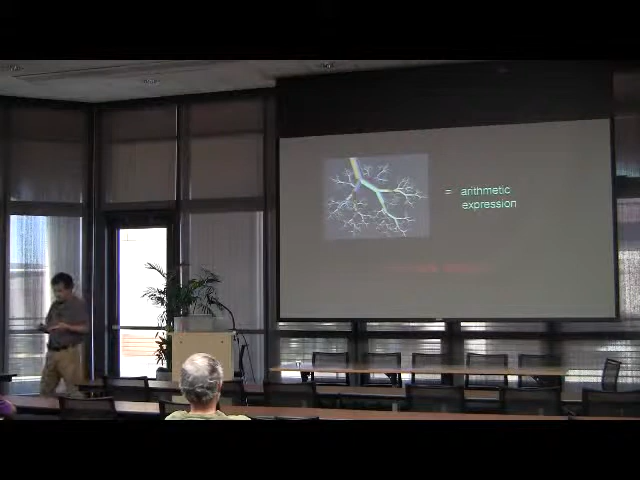 = arithmetic
expression